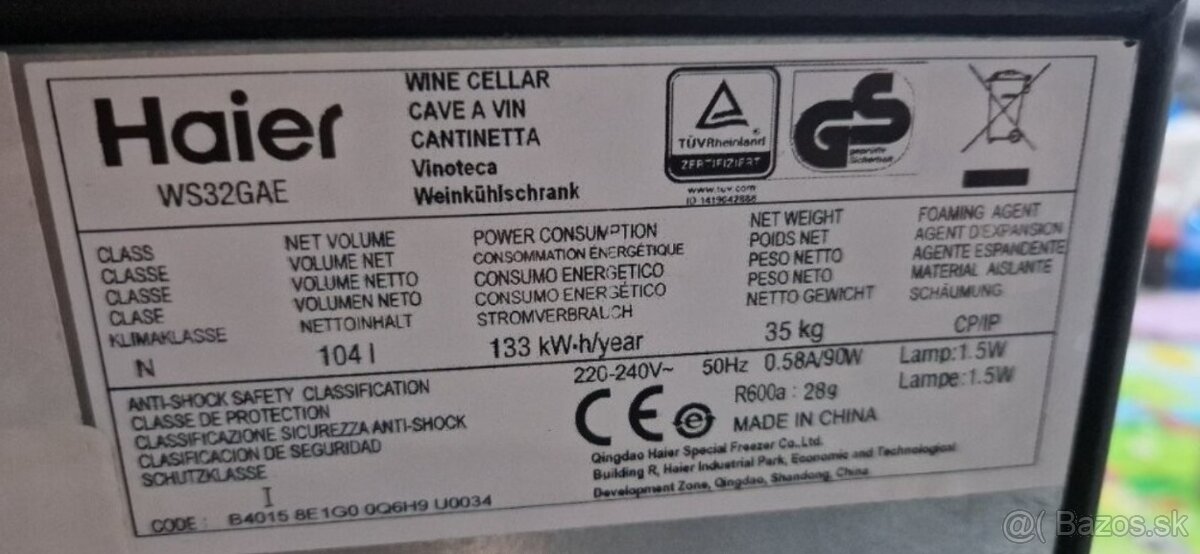 Haier
WS32GAE
WINE CELLAR
CAVE A VIN
CANTINETTA
Vinoteca
Weinkühlschrank
TÜVRheinland
ZERTIFIZIERT
www.tuv.com
ID 1419042888
GS
geprüfte
Sicherheit
CLASS
CLASSE
CLASSE
CLASE
KLIMAKLASSE
N
NET VOLUME
VOLUME NET
VOLUME NETTO
VOLUMEN NETO
NETTOINHALT
104 l
POWER CONSUMPTION
CONSOMMATION ENERGÉTIQUE
CONSUMO ENERGETICO
CONSUMO ENERGÉTICO
STROMVERBRAUCH
133 kW·h/year
NET WEIGHT
POIDS NET
PESO NETTO
PESO NETO
NETTO GEWICHT
35 kg
FOAMING AGENT
AGENT D'EXPANSION
AGENTE ESPANDENTE
MATERIAL AISLANTE
SCHÄUMUNG
CP/IP
ANTI-SHOCK SAFETY CLASSIFICATION
CLASSE DE PROTECTION
CLASSIFICAZIONE SICUREZZA ANTI-SHOCK
CLASIFICACION DE SEGURIDAD
SCHUTZKLASSE
I
220-240V~ 50Hz 0.58A/90W Lamp:1.5W
R600a : 28g Lampe:1.5W
CE e MADE IN CHINA
Qingdao Haier Special Freezer Co.,Ltd.
Building R, Haier Industrial Park, Economic and Technological
Development Zone, Qingdao, Shandong, China
CODE : B4015 8E1G0 0Q6H9 U0034
@( Bazos.sk